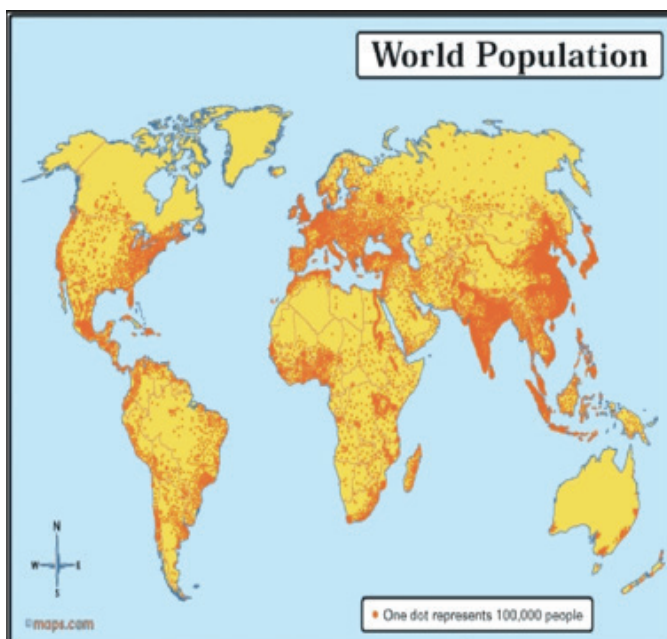 World Population
N
W
E
S
©maps.com
One dot represents 100,000 people